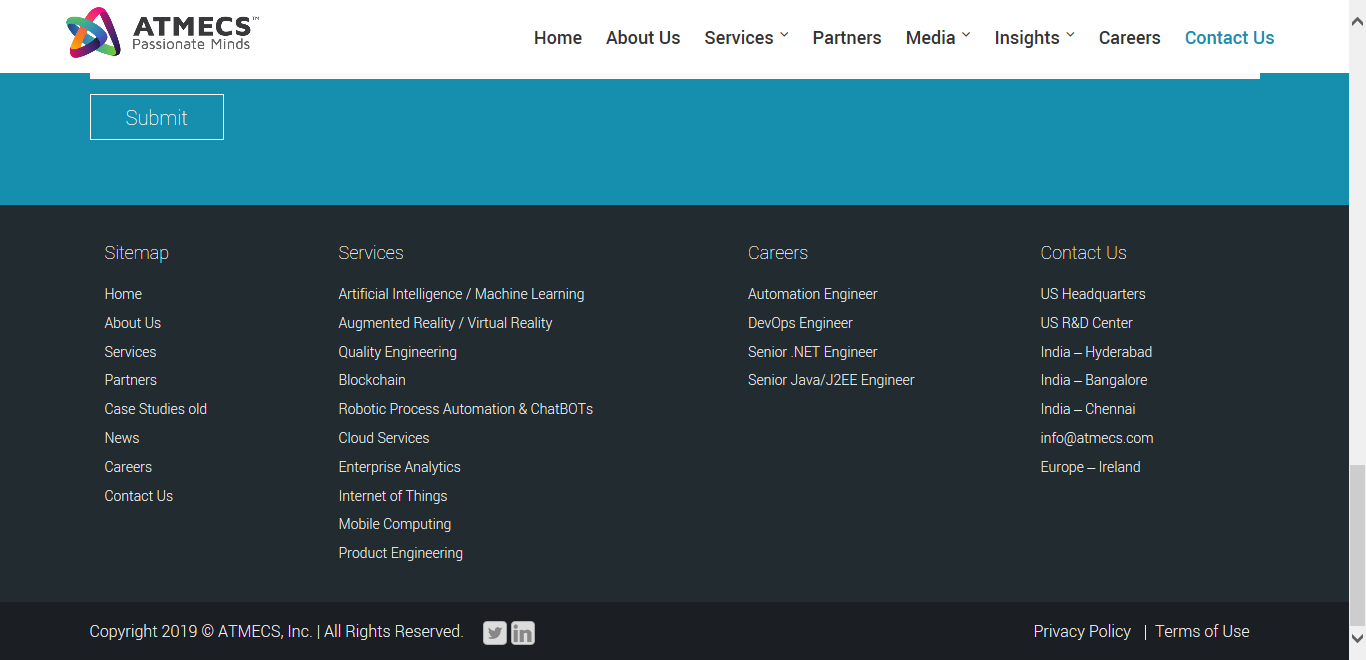 ATMECS™
Passionate Minds
Home About Us Services Partners Media Insights Careers Contact Us
Submit
Sitemap
Home
About Us
Services
Partners
Case Studies old
News
Careers
Contact Us
Services
Artificial Intelligence / Machine Learning
Augmented Reality / Virtual Reality
Quality Engineering
Blockchain
Robotic Process Automation & ChatBOTs
Cloud Services
Enterprise Analytics
Internet of Things
Mobile Computing
Product Engineering
Careers
Automation Engineer
DevOps Engineer
Senior .NET Engineer
Senior Java/J2EE Engineer
Contact Us
US Headquarters
US R&D Center
India – Hyderabad
India – Bangalore
India – Chennai
info@atmecs.com
Europe – Ireland
Copyright 2019 © ATMECS, Inc. | All Rights Reserved. in
Privacy Policy | Terms of Use